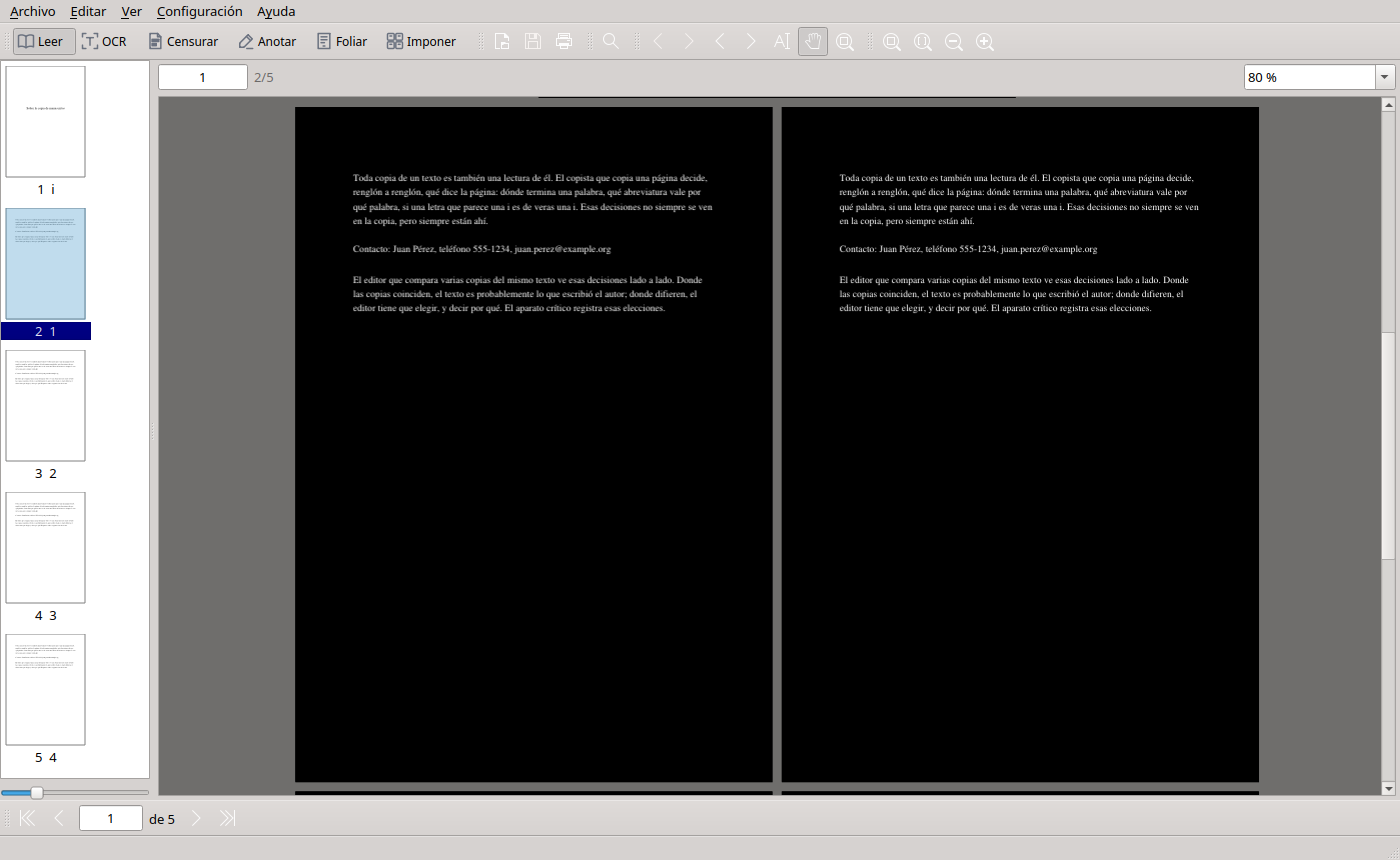 Archivo Editar Ver Configuración Ayuda
Leer OCR Censurar Anotar Foliar Imponer
1 2/5 80 %
1 i
2 1
3 2
4 3
5 4
Toda copia de un texto es también una lectura de él. El copista que copia una página decide,
renglón a renglón, qué dice la página: dónde termina una palabra, qué abreviatura vale por
qué palabra, si una letra que parece una i es de veras una i. Esas decisiones no siempre se ven
en la copia, pero siempre están ahí.
Contacto: Juan Pérez, teléfono 555-1234, juan.perez@example.org
El editor que compara varias copias del mismo texto ve esas decisiones lado a lado. Donde
las copias coinciden, el texto es probablemente lo que escribió el autor; donde difieren, el
editor tiene que elegir, y decir por qué. El aparato crítico registra esas elecciones.
Toda copia de un texto es también una lectura de él. El copista que copia una página decide,
renglón a renglón, qué dice la página: dónde termina una palabra, qué abreviatura vale por
qué palabra, si una letra que parece una i es de veras una i. Esas decisiones no siempre se ven
en la copia, pero siempre están ahí.
Contacto: Juan Pérez, teléfono 555-1234, juan.perez@example.org
El editor que compara varias copias del mismo texto ve esas decisiones lado a lado. Donde
las copias coinciden, el texto es probablemente lo que escribió el autor; donde difieren, el
editor tiene que elegir, y decir por qué. El aparato crítico registra esas elecciones.
1 de 5